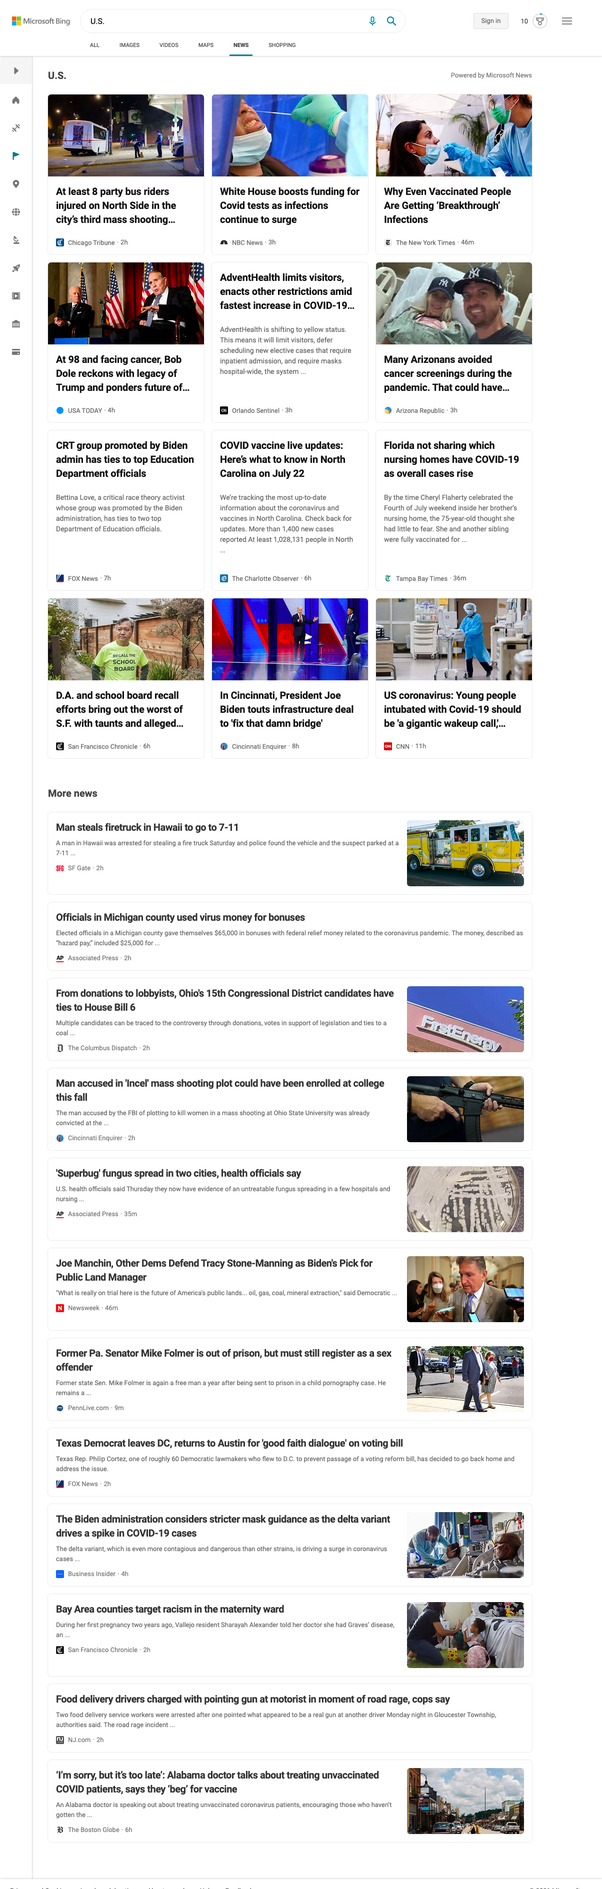 Microsoft Bing
U.S.
Sign in
10
ALL
IMAGES
VIDEOS
MAPS
NEWS
SHOPPING
U.S.
Powered by Microsoft News
At least 8 party bus riders
injured on North Side in the
city's third mass shooting...
Chicago Tribune · 2h
White House boosts funding for
Covid tests as infections
continue to surge
NBC News · 3h
Why Even Vaccinated People
Are Getting 'Breakthrough'
Infections
The New York Times · 46m
At 98 and facing cancer, Bob
Dole reckons with legacy of
Trump and ponders future of...
USA TODAY · 4h
AdventHealth limits visitors,
enacts other restrictions amid
fastest increase in COVID-19...
AdventHealth is shifting to yellow status.
This means it will limit visitors, defer
scheduling new elective cases that require
inpatient admission, and require masks
hospital-wide, the system ...
Orlando Sentinel · 3h
Many Arizonans avoided
cancer screenings during the
pandemic. That could have...
Arizona Republic · 3h
CRT group promoted by Biden
admin has ties to top Education
Department officials
Bettina Love, a critical race theory activist
whose group was promoted by the Biden
administration, has ties to two top
Department of Education officials.
FOX News · 7h
COVID vaccine live updates:
Here's what to know in North
Carolina on July 22
We're tracking the most up-to-date
information about the coronavirus and
vaccines in North Carolina. Check back for
updates. More than 1,400 new cases
reported At least 1,028,131 people in North
...
The Charlotte Observer · 6h
Florida not sharing which
nursing homes have COVID-19
as overall cases rise
By the time Cheryl Flaherty celebrated the
Fourth of July weekend inside her brother's
nursing home, the 75-year-old thought she
had little to fear. She and another sibling
were fully vaccinated for ...
Tampa Bay Times · 36m
RECALL THE
SCHOOL
BOARD
D.A. and school board recall
efforts bring out the worst of
S.F. with taunts and alleged...
San Francisco Chronicle · 6h
In Cincinnati, President Joe
Biden touts infrastructure deal
to 'fix that damn bridge'
Cincinnati Enquirer · 8h
US coronavirus: Young people
intubated with Covid-19 should
be 'a gigantic wakeup call,'...
CNN · 11h
More news
Man steals firetruck in Hawaii to go to 7-11
A man in Hawaii was arrested for stealing a fire truck Saturday and police found the vehicle and the suspect parked at a
7-11 ...
SF Gate · 2h
Officials in Michigan county used virus money for bonuses
Elected officials in a Michigan county gave themselves $65,000 in bonuses with federal relief money related to the coronavirus pandemic. The money, described as
"hazard pay," included $25,000 for ...
Associated Press · 2h
From donations to lobbyists, Ohio's 15th Congressional District candidates have
ties to House Bill 6
Multiple candidates can be traced to the controversy through donations, votes in support of legislation and ties to a
coal ...
The Columbus Dispatch · 2h
FirstEnergy
Man accused in 'Incel' mass shooting plot could have been enrolled at college
this fall
The man accused by the FBI of plotting to kill women in a mass shooting at Ohio State University was already
convicted at the ...
Cincinnati Enquirer · 2h
'Superbug' fungus spread in two cities, health officials say
U.S. health officials said Thursday they now have evidence of an untreatable fungus spreading in a few hospitals and
nursing ...
Associated Press · 35m
Joe Manchin, Other Dems Defend Tracy Stone-Manning as Biden's Pick for
Public Land Manager
"What is really on trial here is the future of America's public lands... oil, gas, coal, mineral extraction," said Democratic ...
Newsweek · 46m
Former Pa. Senator Mike Folmer is out of prison, but must still register as a sex
offender
Former state Sen. Mike Folmer is again a free man a year after being sent to prison in a child pornography case. He
remains a ...
PennLive.com · 9m
Texas Democrat leaves DC, returns to Austin for 'good faith dialogue' on voting bill
Texas Rep. Philip Cortez, one of roughly 60 Democratic lawmakers who flew to D.C. to prevent passage of a voting reform bill, has decided to go back home and
address the issue.
FOX News · 2h
The Biden administration considers stricter mask guidance as the delta variant
drives a spike in COVID-19 cases
The delta variant, which is even more contagious and dangerous than other strains, is driving a surge in coronavirus
cases ...
Business Insider · 4h
Bay Area counties target racism in the maternity ward
During her first pregnancy two years ago, Vallejo resident Sharayah Alexander told her doctor she had Graves' disease,
an ...
San Francisco Chronicle · 2h
Food delivery drivers charged with pointing gun at motorist in moment of road rage, cops say
Two food delivery service workers were arrested after one pointed what appeared to be a real gun at another driver Monday night in Gloucester Township,
authorities said. The road rage incident ...
NJ.com · 2h
'I'm sorry, but it's too late': Alabama doctor talks about treating unvaccinated
COVID patients, says they 'beg' for vaccine
An Alabama doctor is speaking out about treating unvaccinated coronavirus patients, encouraging those who haven't
gotten the ...
The Boston Globe · 6h